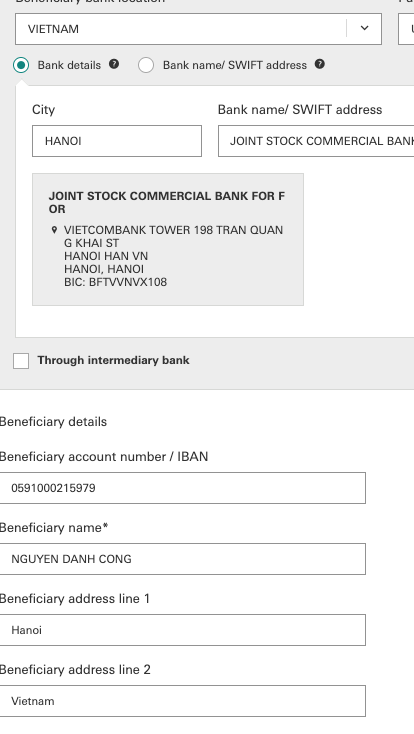 Beneficiary bank location
VIETNAM
Bank details
Bank name/ SWIFT address
City
Bank name/ SWIFT address
HANOI
JOINT STOCK COMMERCIAL BANK
JOINT STOCK COMMERCIAL BANK FOR F
OR
VIETCOMBANK TOWER 198 TRAN QUAN
G KHAI ST
HANOI HAN VN
HANOI, HANOI
BIC: BFTVVNVX108
Through intermediary bank
Beneficiary details
Beneficiary account number / IBAN
0591000215979
Beneficiary name*
NGUYEN DANH CONG
Beneficiary address line 1
Hanoi
Beneficiary address line 2
Vietnam